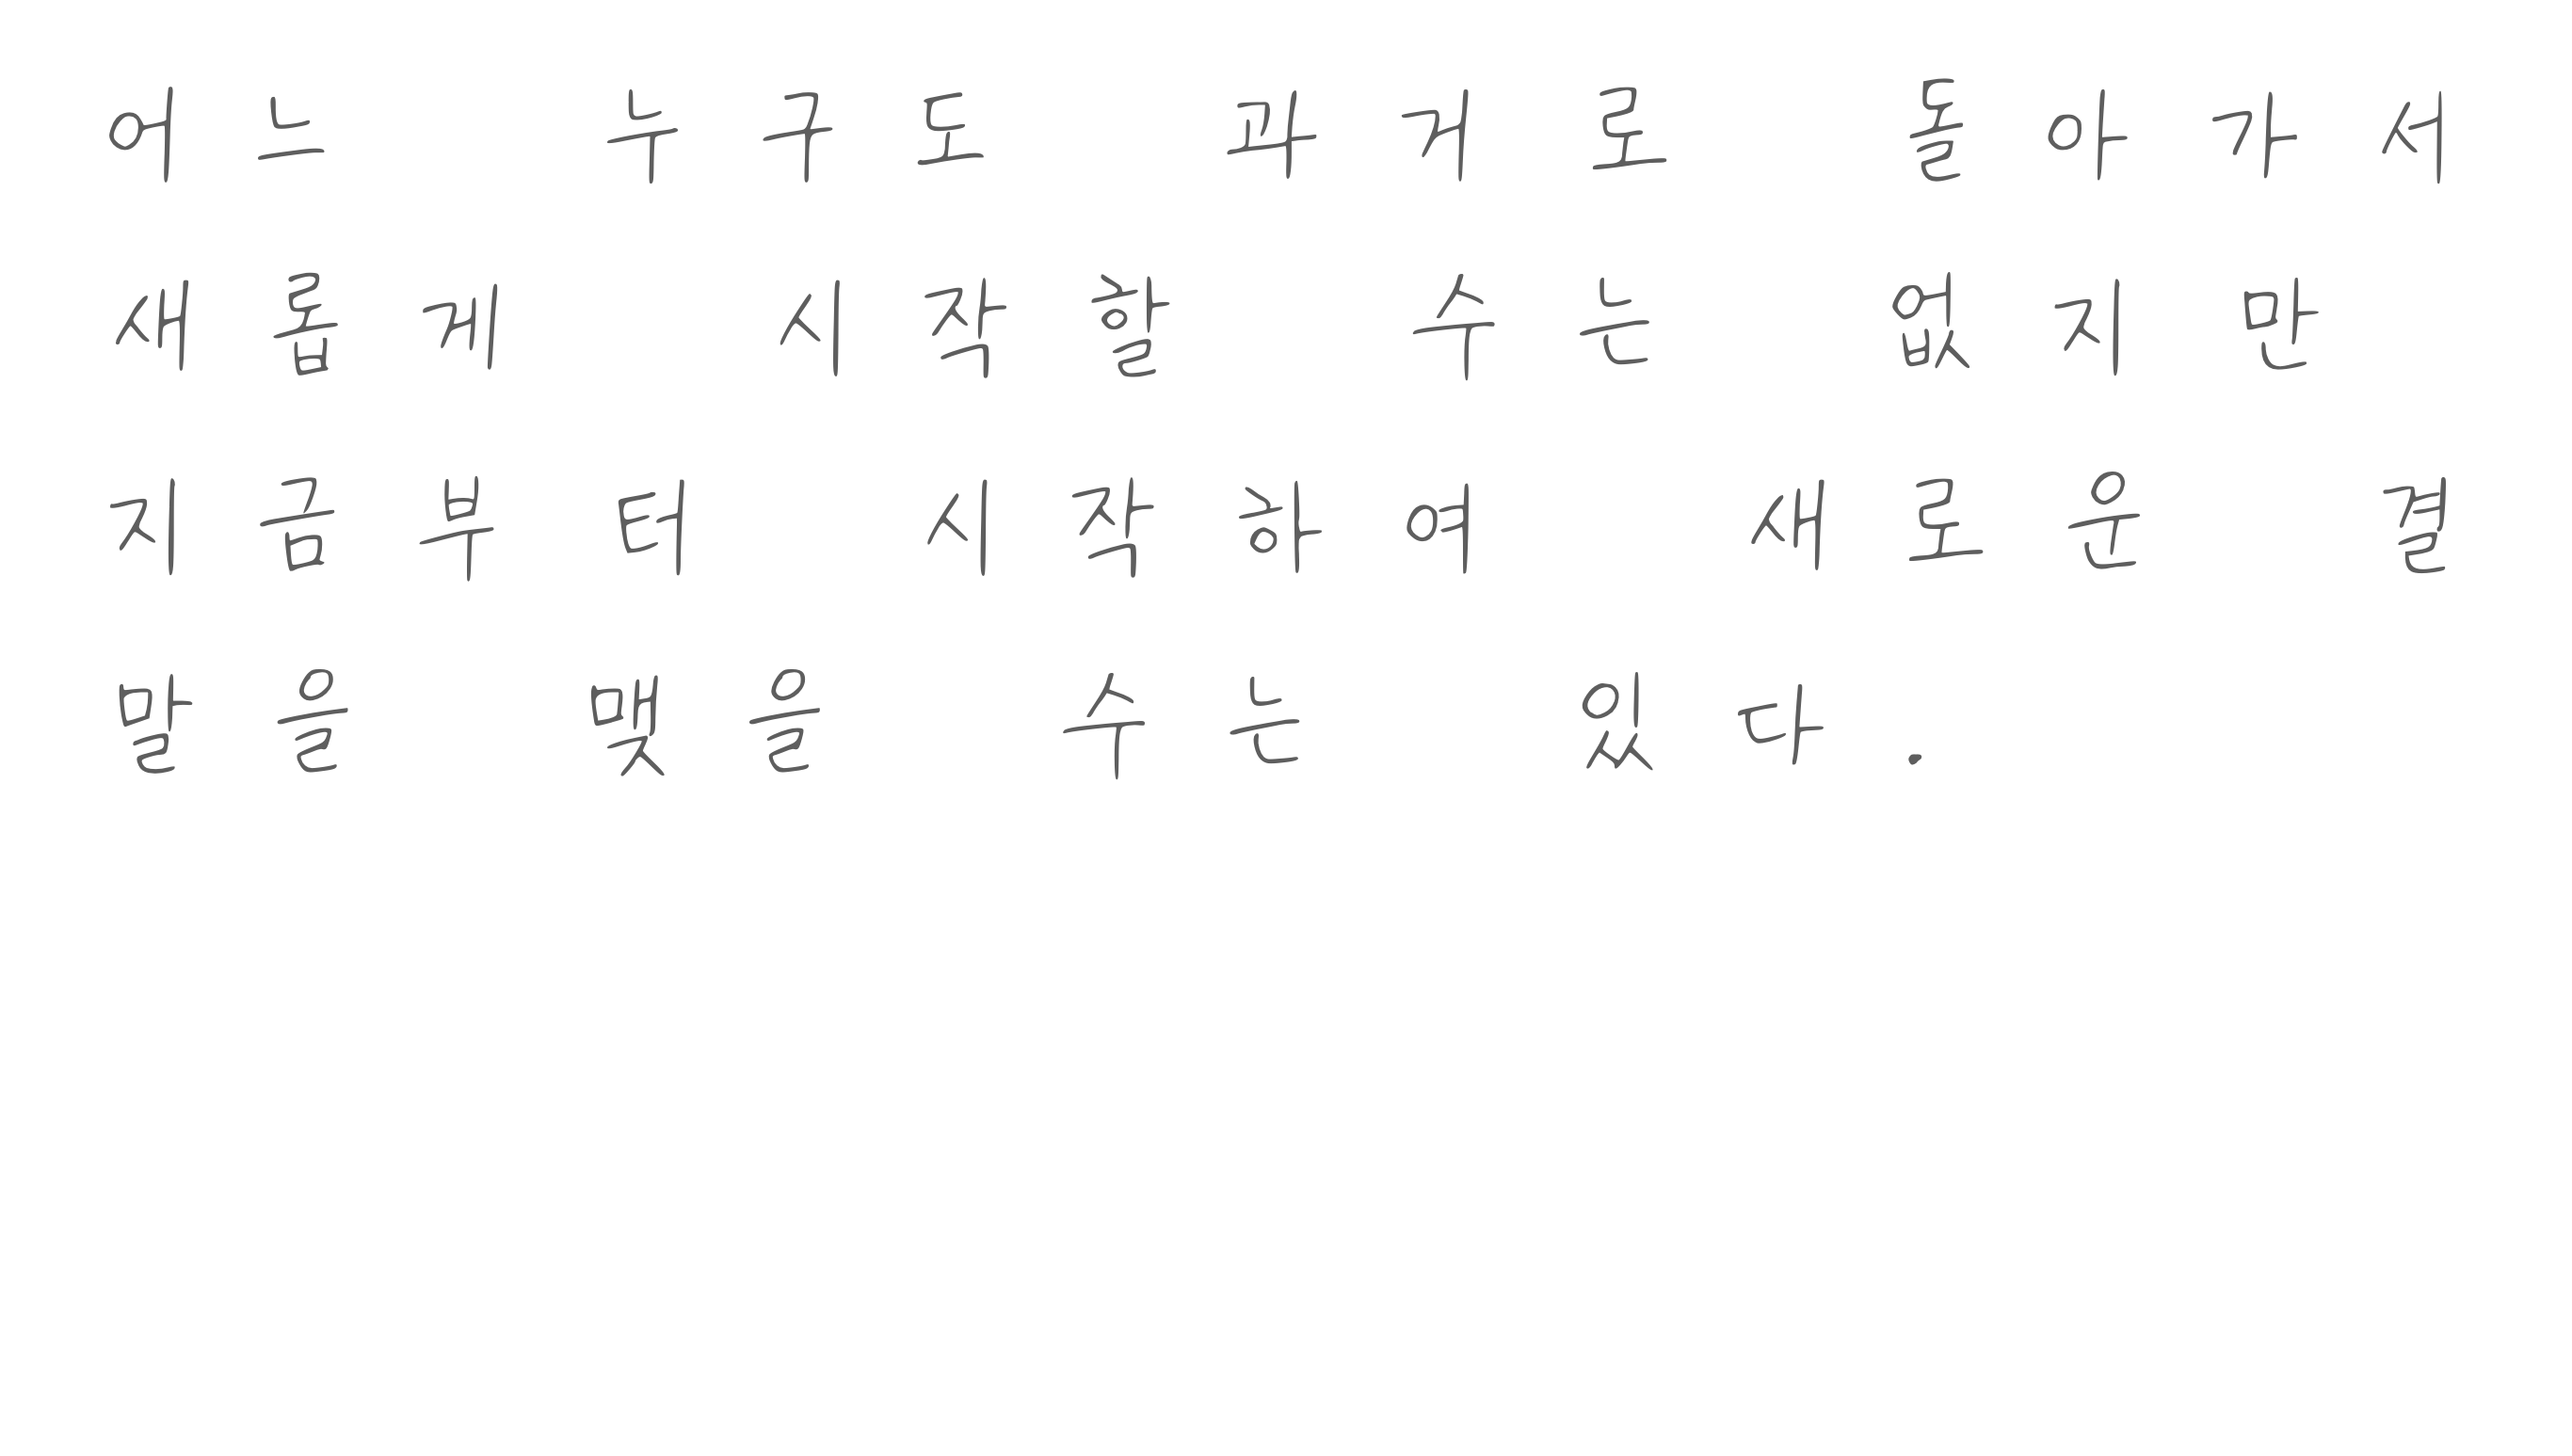 어느 누구도 과거로 돌아가서
새롭게 시작할 수는 없지만
지금부터 시작하여 새로운 결
말을 맺을 수는 있다.